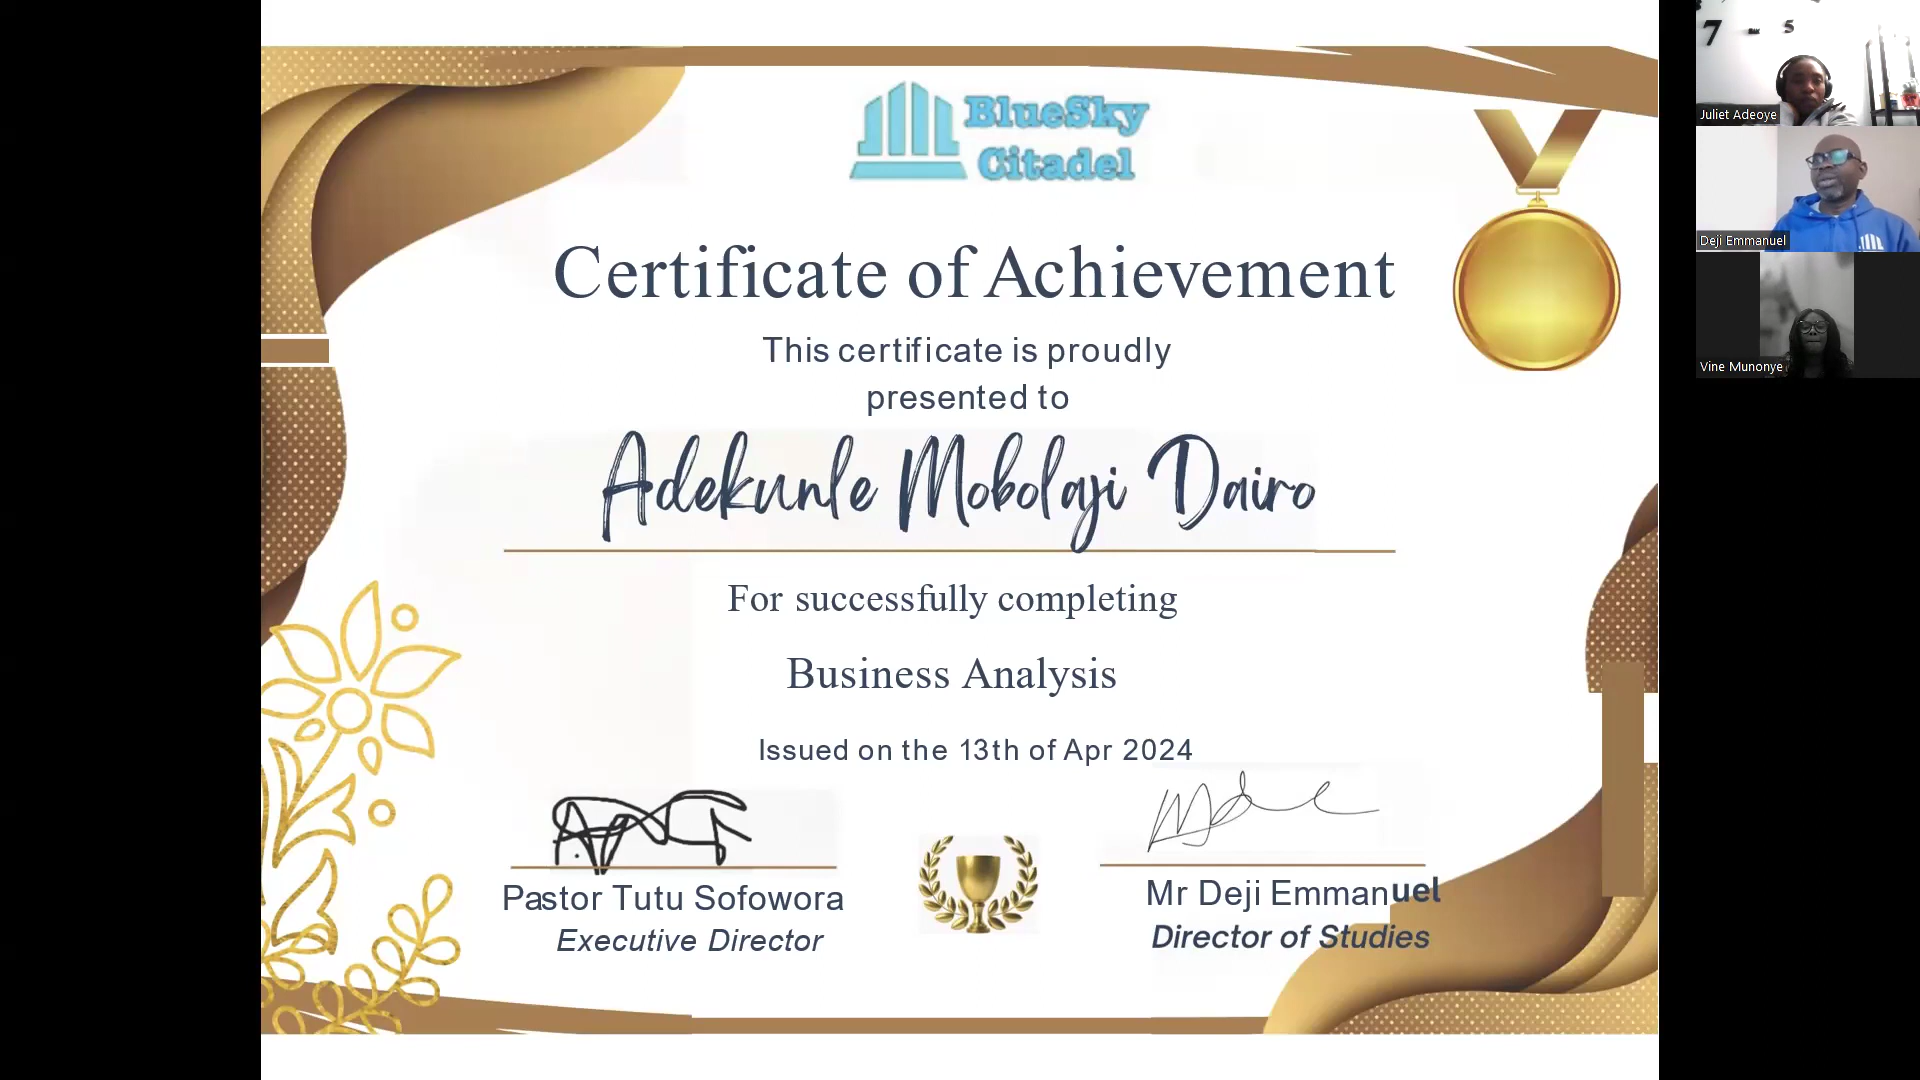 BlueSky
Citadel
Certificate of Achievement
This certificate is proudly
presented to
Adekunle Mobolaji Dairo
For successfully completing
Business Analysis
Issued on the 13th of Apr 2024
Pastor Tutu Sofowora
Executive Director
Mr Deji Emmanuel
Director of Studies
7 5
Juliet Adeoye
Deji Emmanuel
Vine Munonye